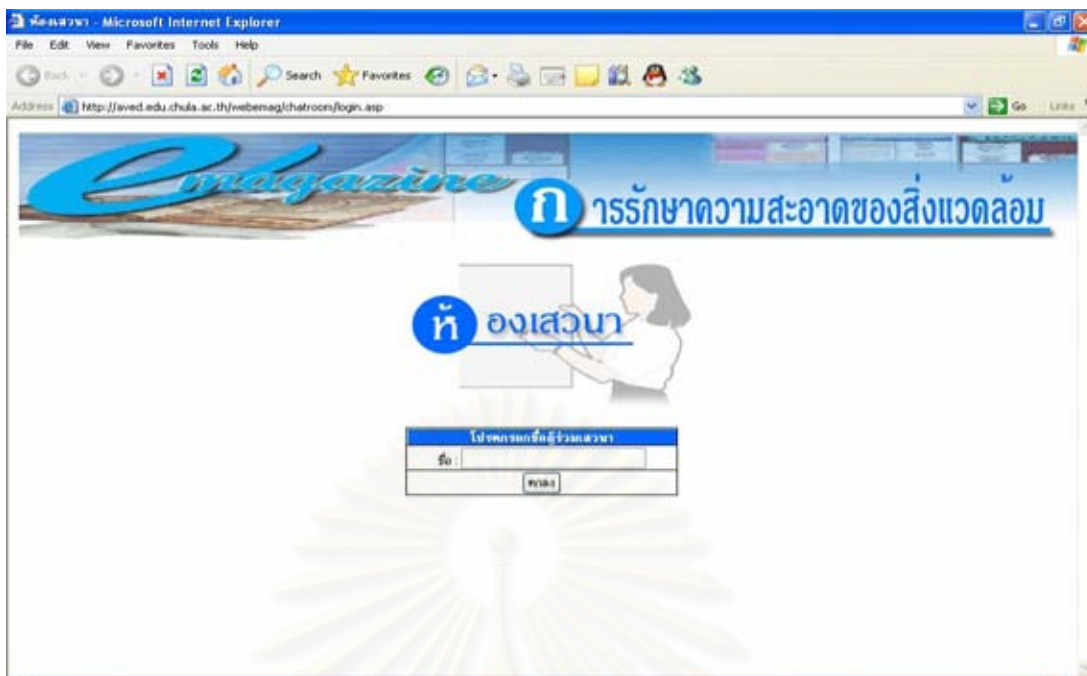 ห้องเสวนา - Microsoft Internet Explorer
File Edit View Favorites Tools Help
Back Search Favorites
Address http://aved.edu.chula.ac.th/webemag/chatroom/login.asp Go Links
emagazine
การรักษาความสะอาดของสิ่งแวดล้อม
ห้องเสวนา
โปรดกรอกชื่อผู้ร่วมเสวนา
ชื่อ :
ตกลง